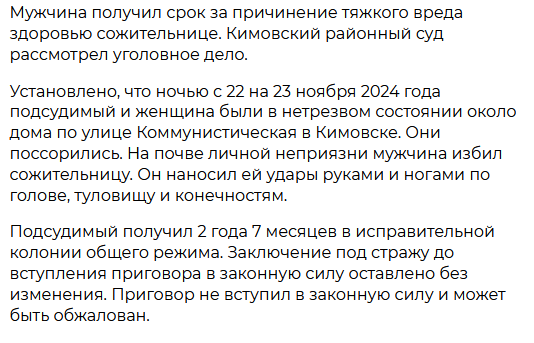 Мужчина получил срок за причинение тяжкого вреда
здоровью сожительнице. Кимовский районный суд
рассмотрел уголовное дело.
Установлено, что ночью с 22 на 23 ноября 2024 года
подсудимый и женщина были в нетрезвом состоянии около
дома по улице Коммунистическая в Кимовске. Они
поссорились. На почве личной неприязни мужчина избил
сожительницу. Он наносил ей удары руками и ногами по
голове, туловищу и конечностям.
Подсудимый получил 2 года 7 месяцев в исправительной
колонии общего режима. Заключение под стражу до
вступления приговора в законную силу оставлено без
изменения. Приговор не вступил в законную силу и может
быть обжалован.